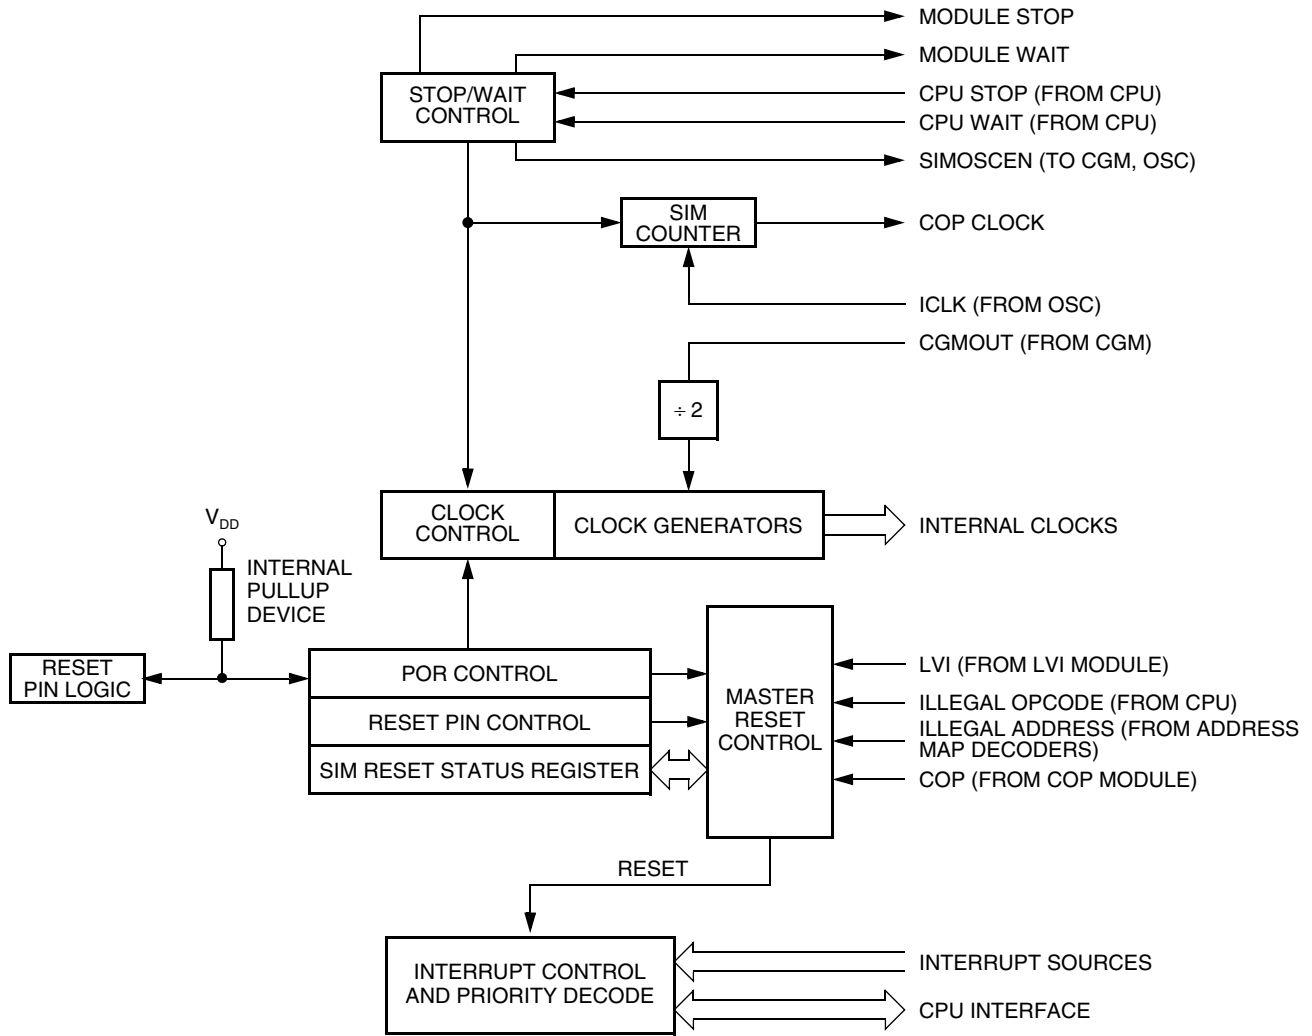 MODULE STOP
MODULE WAIT
STOP/WAIT
CONTROL
CPU STOP (FROM CPU)
CPU WAIT (FROM CPU)
SIMOSCEN (TO CGM, OSC)
SIM
COUNTER
COP CLOCK
ICLK (FROM OSC)
CGMOUT (FROM CGM)
÷ 2
CLOCK
CONTROL
CLOCK GENERATORS
INTERNAL CLOCKS
VDD
INTERNAL
PULLUP
DEVICE
RESET
PIN LOGIC
POR CONTROL
RESET PIN CONTROL
SIM RESET STATUS REGISTER
MASTER
RESET
CONTROL
LVI (FROM LVI MODULE)
ILLEGAL OPCODE (FROM CPU)
ILLEGAL ADDRESS (FROM ADDRESS
MAP DECODERS)
COP (FROM COP MODULE)
RESET
INTERRUPT CONTROL
AND PRIORITY DECODE
INTERRUPT SOURCES
CPU INTERFACE